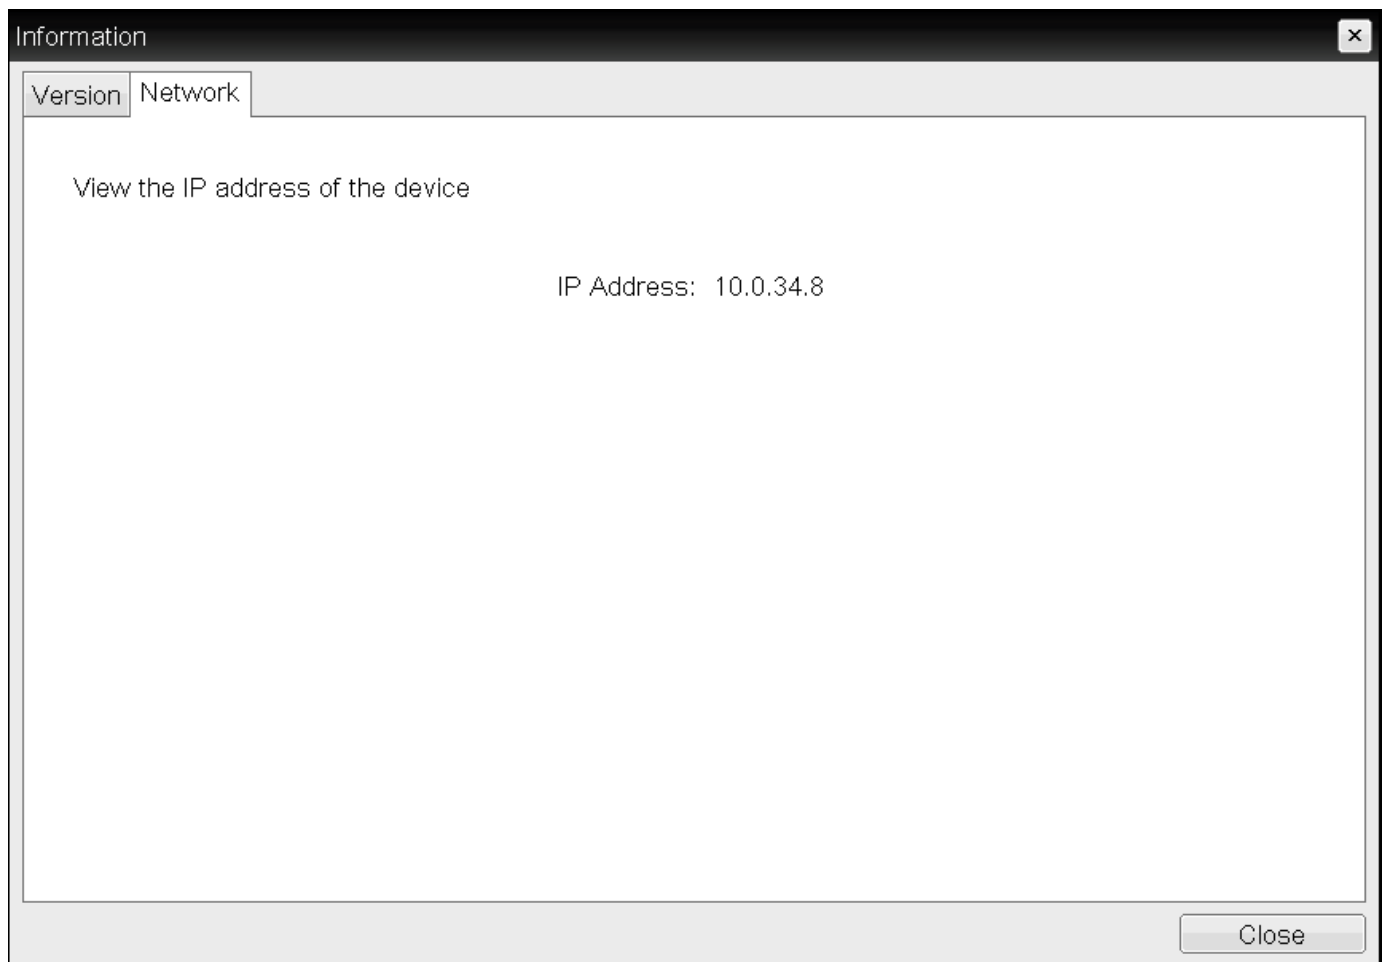 Information
Version Network
View the IP address of the device
IP Address: 10.0.34.8
Close